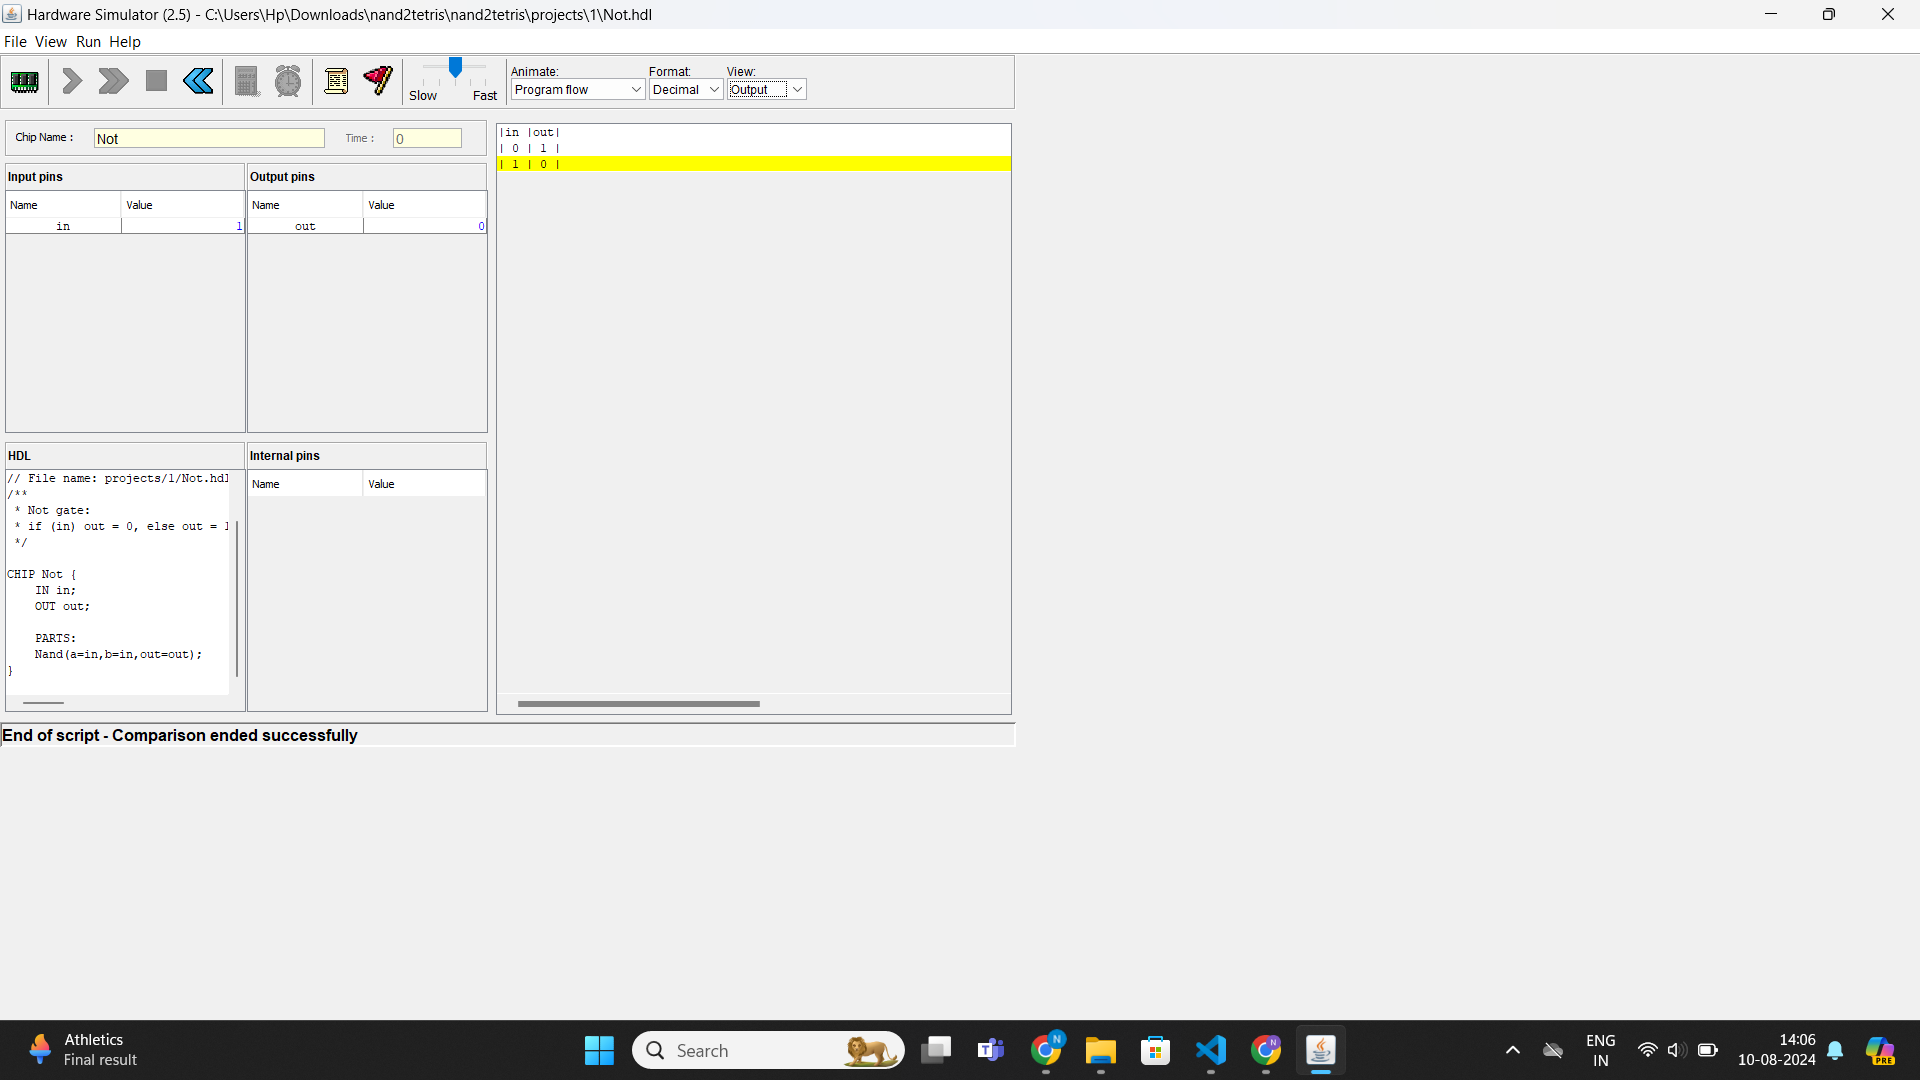 Hardware Simulator (2.5) - C:\Users\Hp\Downloads\nand2tetris\nand2tetris\projects\1\Not.hdl
File View Run Help
Slow Fast
Animate: Format: View:
Program flow Decimal Output
Chip Name : Not Time : 0
Input pins
Name Value
in 1
Output pins
Name Value
out 0
|in |out|
| 0 | 1 |
| 1 | 0 |
HDL
// File name: projects/1/Not.hdl
/**
* Not gate:
* if (in) out = 0, else out = 1
*/
CHIP Not {
IN in;
OUT out;
PARTS:
Nand(a=in,b=in,out=out);
}
Internal pins
Name Value
End of script - Comparison ended successfully
Athletics
Final result
Search
N
N
ENG
IN
14:06
10-08-2024
PRE